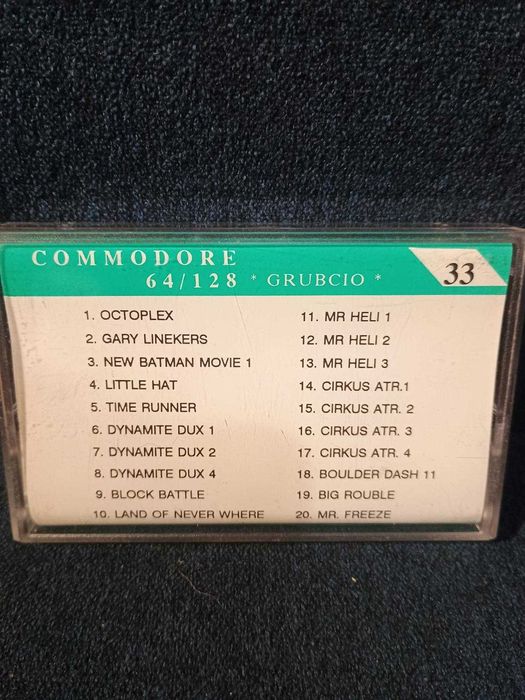 COMMODORE
64/128 * GRUBCIO *
33
1. OCTOPLEX
2. GARY LINEKERS
3. NEW BATMAN MOVIE 1
4. LITTLE HAT
5. TIME RUNNER
6. DYNAMITE DUX 1
7. DYNAMITE DUX 2
8. DYNAMITE DUX 4
9. BLOCK BATTLE
10. LAND OF NEVER WHERE
11. MR HELI 1
12. MR HELI 2
13. MR HELI 3
14. CIRKUS ATR.1
15. CIRKUS ATR. 2
16. CIRKUS ATR. 3
17. CIRKUS ATR. 4
18. BOULDER DASH 11
19. BIG ROUBLE
20. MR. FREEZE